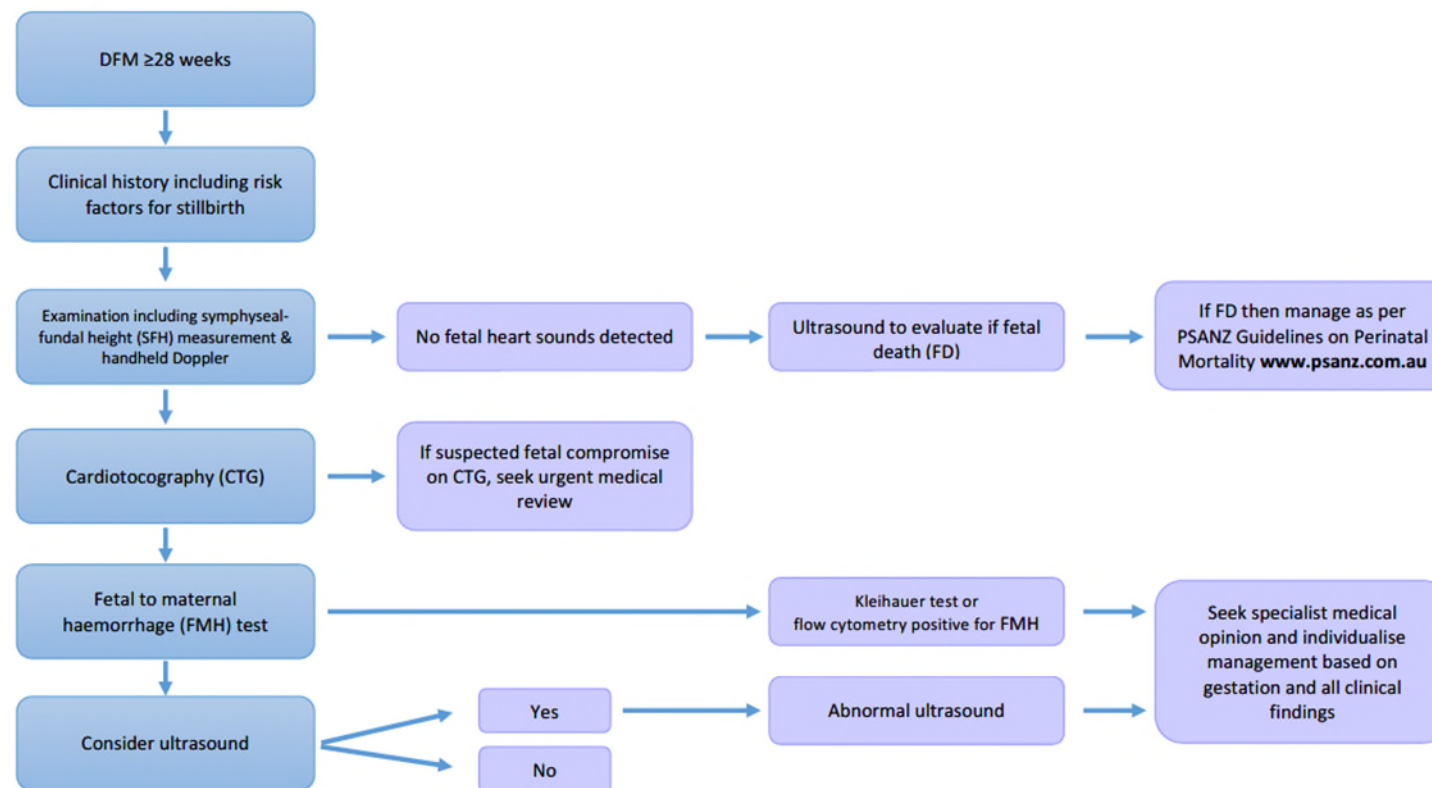 DFM ≥28 weeks
Clinical history including risk
factors for stillbirth
Examination including symphyseal-
fundal height (SFH) measurement &
handheld Doppler
No fetal heart sounds detected
Ultrasound to evaluate if fetal
death (FD)
If FD then manage as per
PSANZ Guidelines on Perinatal
Mortality www.psanz.com.au
Cardiotocography (CTG)
If suspected fetal compromise
on CTG, seek urgent medical
review
Fetal to maternal
haemorrhage (FMH) test
Kleihauer test or
flow cytometry positive for FMH
Seek specialist medical
opinion and individualise
management based on
gestation and all clinical
findings
Consider ultrasound
Yes
Abnormal ultrasound
No